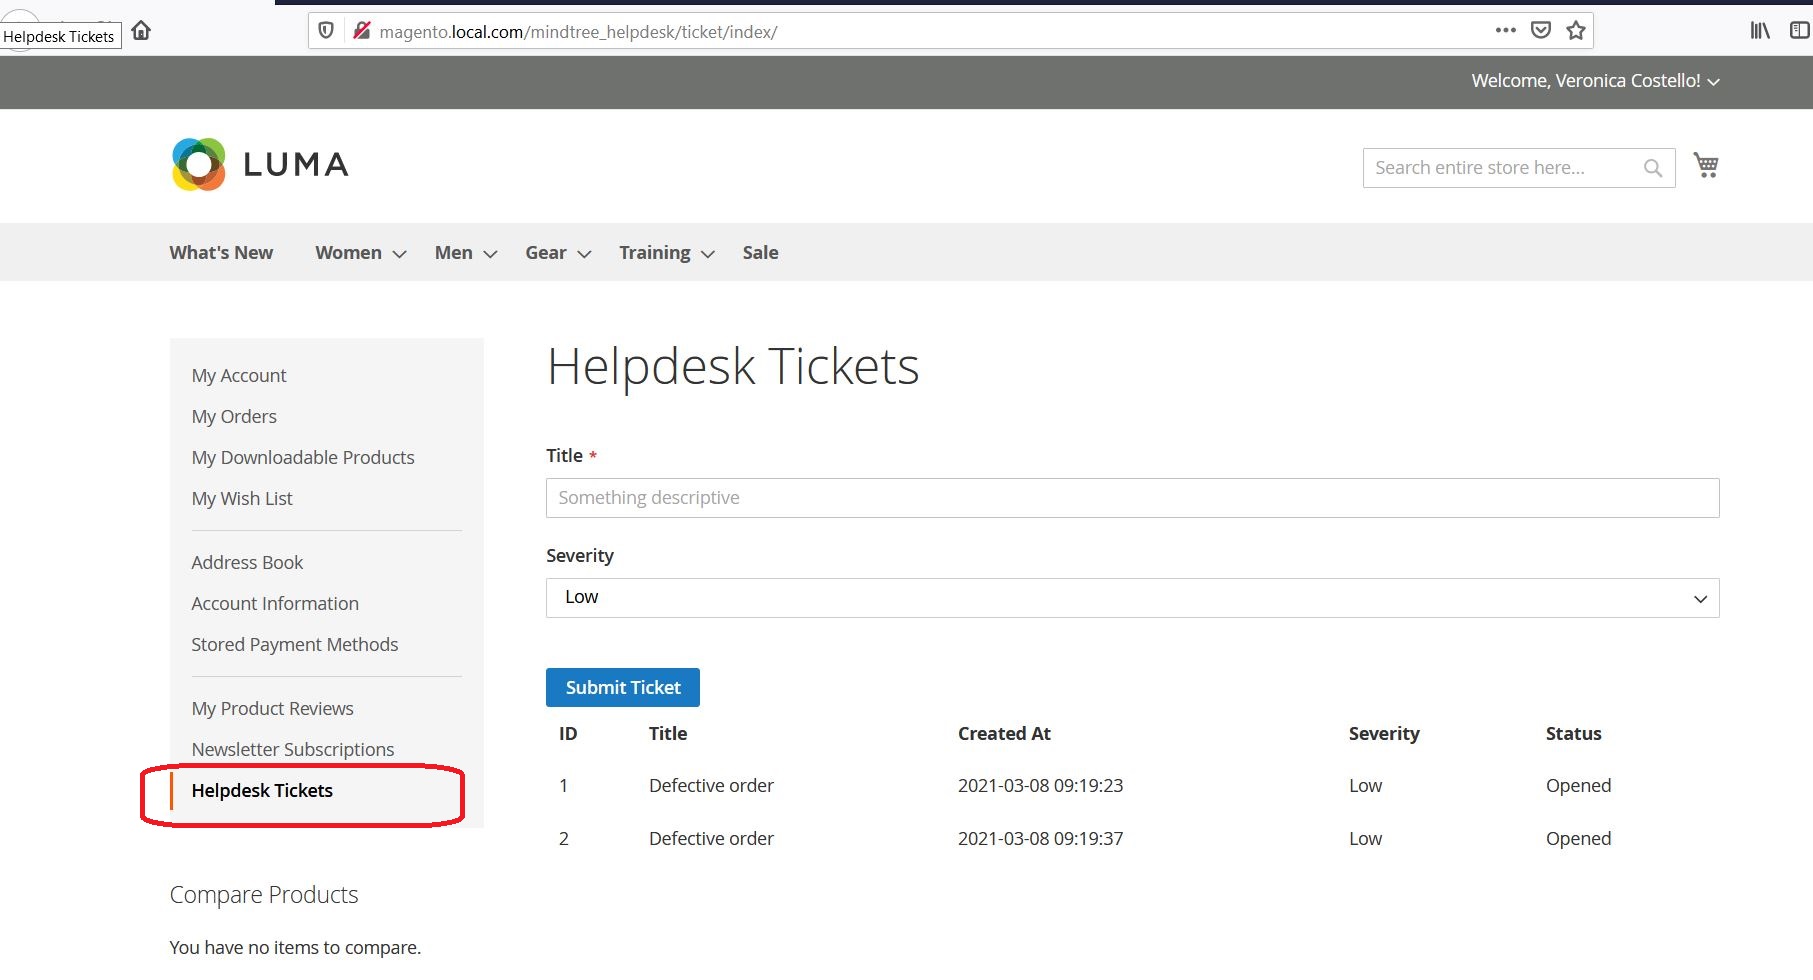 Helpdesk Tickets
magento.local.com/mindtree_helpdesk/ticket/index/
Welcome, Veronica Costello!
LUMA
Search entire store here...
What's New Women Men Gear Training Sale
My Account
My Orders
My Downloadable Products
My Wish List
Address Book
Account Information
Stored Payment Methods
My Product Reviews
Newsletter Subscriptions
Helpdesk Tickets
Compare Products
You have no items to compare.
Helpdesk Tickets
Title *
Something descriptive
Severity
Low
Submit Ticket
ID Title Created At Severity Status
1 Defective order 2021-03-08 09:19:23 Low Opened
2 Defective order 2021-03-08 09:19:37 Low Opened